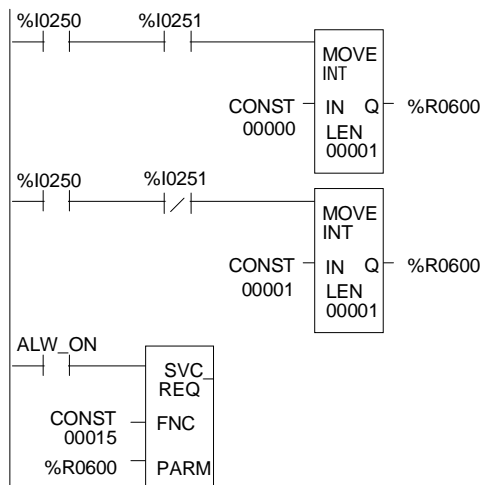 %I0250 %I0251
MOVE
INT
CONST IN Q %R0600
00000 LEN
00001
%I0250 %I0251
MOVE
INT
CONST IN Q %R0600
00001 LEN
00001
ALW_ON
SVC_
REQ
CONST FNC
00015
%R0600 PARM